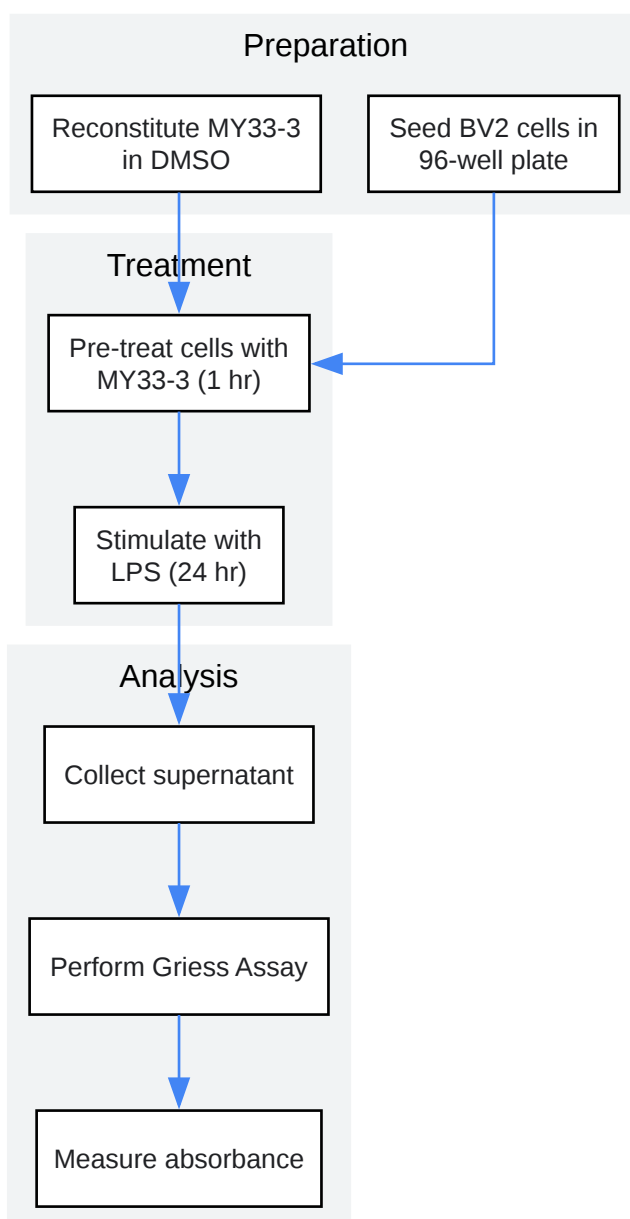 Preparation
Reconstitute MY33-3
in DMSO
Seed BV2 cells in
96-well plate
Treatment
Pre-treat cells with
MY33-3 (1 hr)
Stimulate with
LPS (24 hr)
Analysis
Collect supernatant
Perform Griess Assay
Measure absorbance